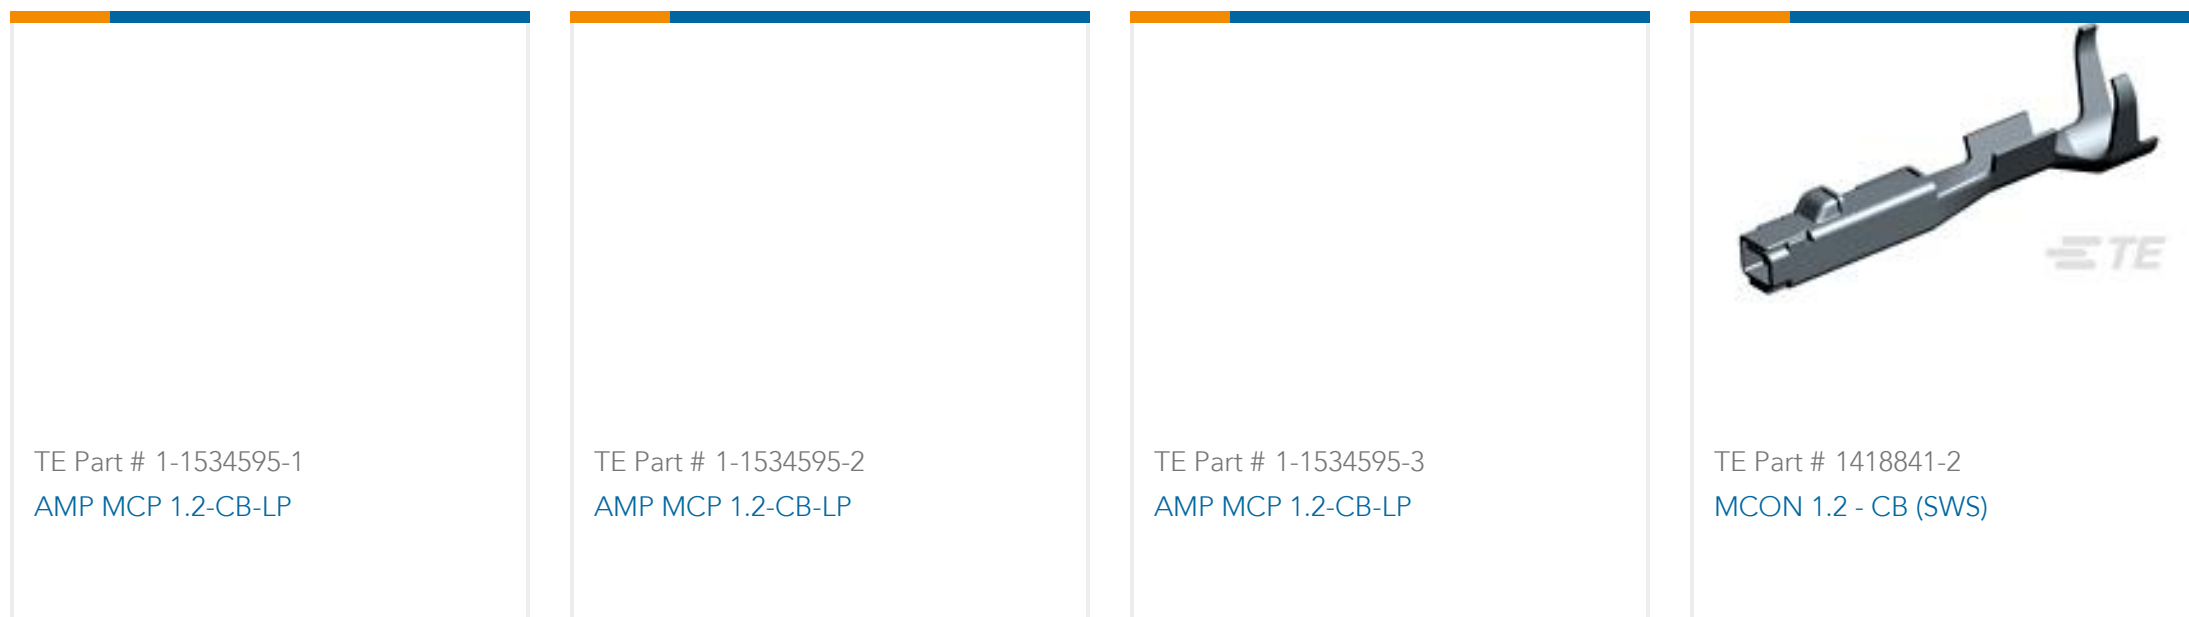 TE
TE Part # 1-1534595-1
AMP MCP 1.2-CB-LP
TE Part # 1-1534595-2
AMP MCP 1.2-CB-LP
TE Part # 1-1534595-3
AMP MCP 1.2-CB-LP
TE Part # 1418841-2
MCON 1.2 - CB (SWS)